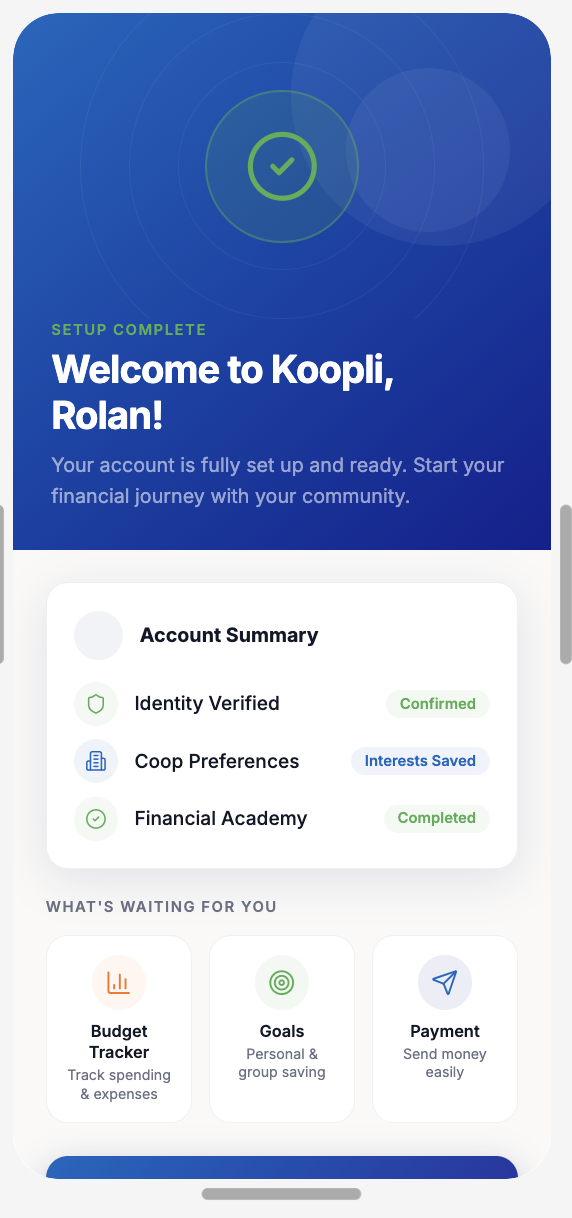 SETUP COMPLETE
Welcome to Koopli,
Rolan!
Your account is fully set up and ready. Start your
financial journey with your community.
Account Summary
Identity Verified
Confirmed
Coop Preferences
Interests Saved
Financial Academy
Completed
WHAT'S WAITING FOR YOU
Budget
Tracker
Track spending
& expenses
Goals
Personal &
group saving
Payment
Send money
easily